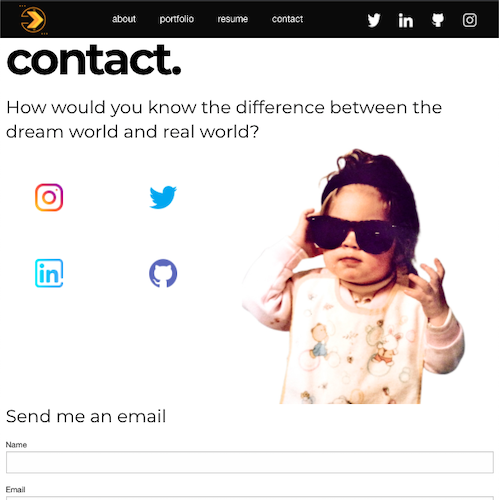 about portfolio resume contact
contact.
How would you know the difference between the
dream world and real world?
Send me an email
Name
Email